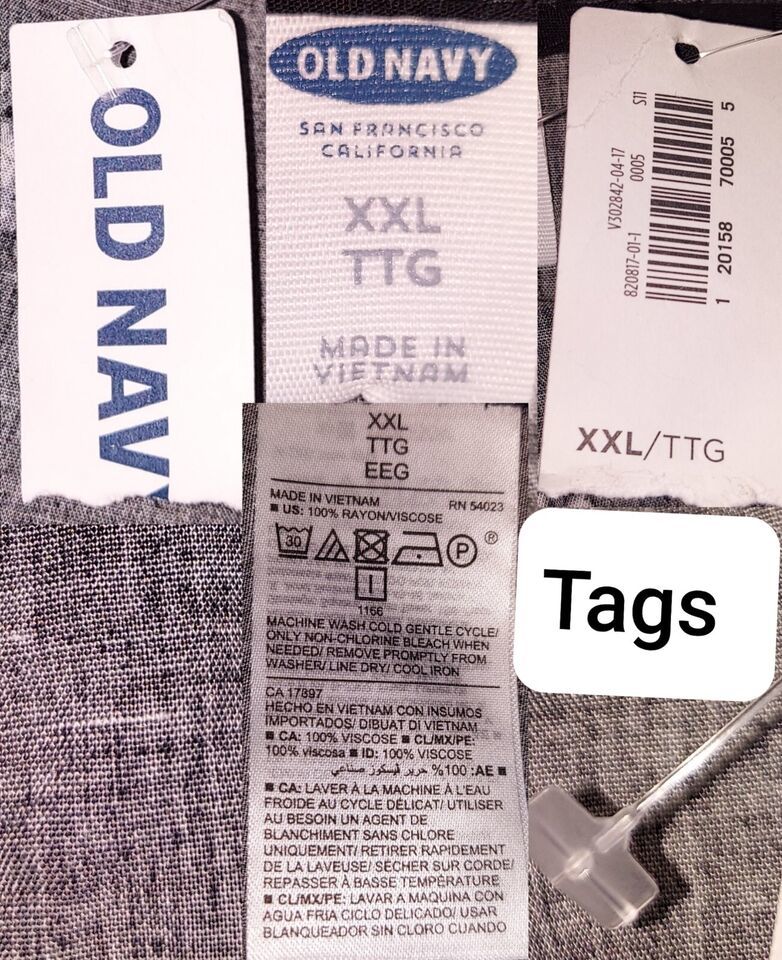 OLD NAVY
OLD NAVY
SAN FRANCISCO
CALIFORNIA
XXL
TTG
MADE IN
VIETNAM
S11
V302842-04-17
0005
820817-01-1
1 20158 70005 5
XXL/TTG
XXL
TTG
EEG
MADE IN VIETNAM RN 54023
■ US: 100% RAYON/VISCOSE
30 P ®
I
1166
MACHINE WASH COLD GENTLE CYCLE/
ONLY NON-CHLORINE BLEACH WHEN
NEEDED/ REMOVE PROMPTLY FROM
WASHER/ LINE DRY/ COOL IRON
CA 17897
HECHO EN VIETNAM CON INSUMOS
IMPORTADOS/ DIBUAT DI VIETNAM
■ CA: 100% VISCOSE ■ CL/MX/PE:
100% viscosa ■ ID: 100% VISCOSE
■ AE: 100% حرير فيسكوز صناعي
■ CA: LAVER À LA MACHINE À L'EAU
FROIDE AU CYCLE DÉLICAT/ UTILISER
AU BESOIN UN AGENT DE
BLANCHIMENT SANS CHLORE
UNIQUEMENT/ RETIRER RAPIDEMENT
DE LA LAVEUSE/ SÉCHER SUR CORDE/
REPASSER À BASSE TEMPÉRATURE
■ CL/MX/PE: LAVAR A MAQUINA CON
AGUA FRIA CICLO DELICADO/ USAR
BLANQUEADOR SIN CLORO CUANDO
Tags